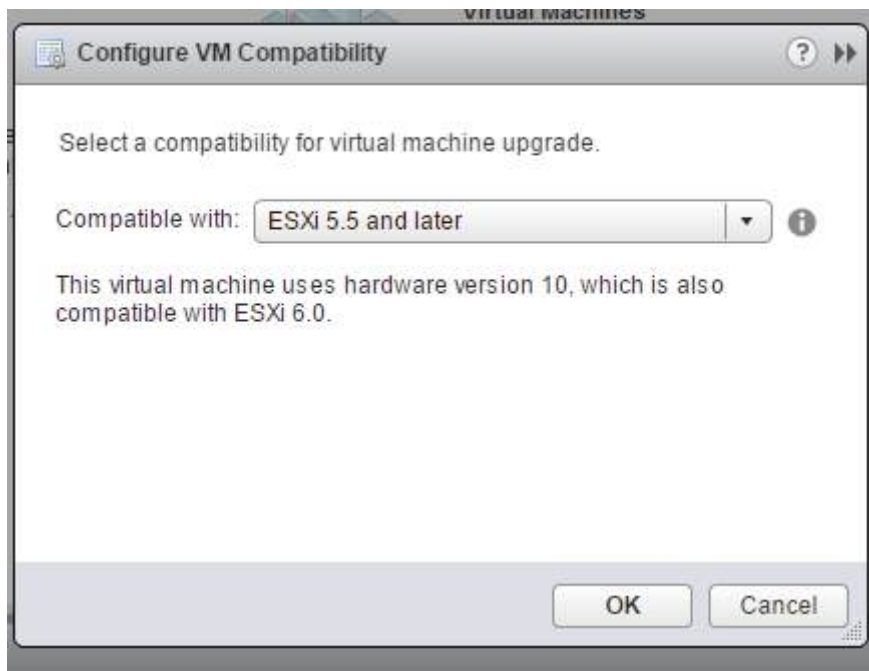 Virtual Machines
Configure VM Compatibility
Select a compatibility for virtual machine upgrade.
Compatible with: ESXi 5.5 and later
This virtual machine uses hardware version 10, which is also
compatible with ESXi 6.0.
OK Cancel